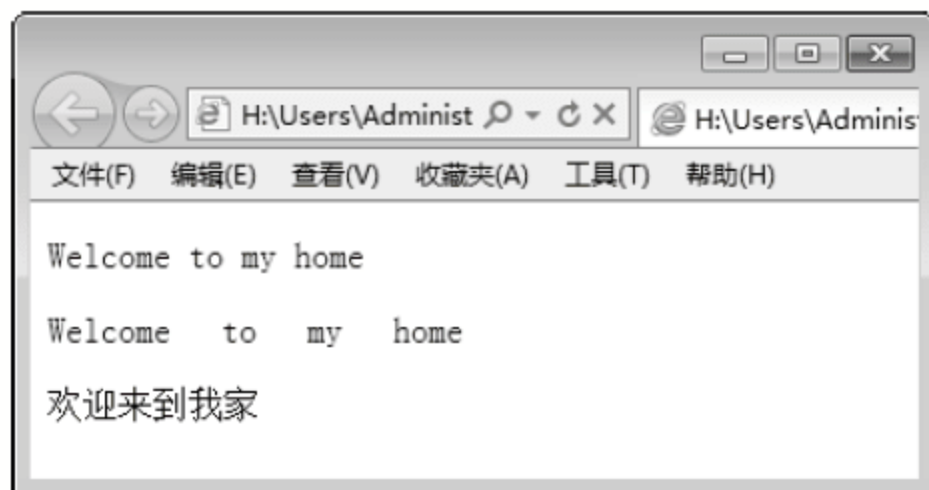 H:\Users\Administ
H:\Users\Adminis
文件(F) 编辑(E) 查看(V) 收藏夹(A) 工具(T) 帮助(H)
Welcome to my home
Welcome to my home
欢迎来到我家